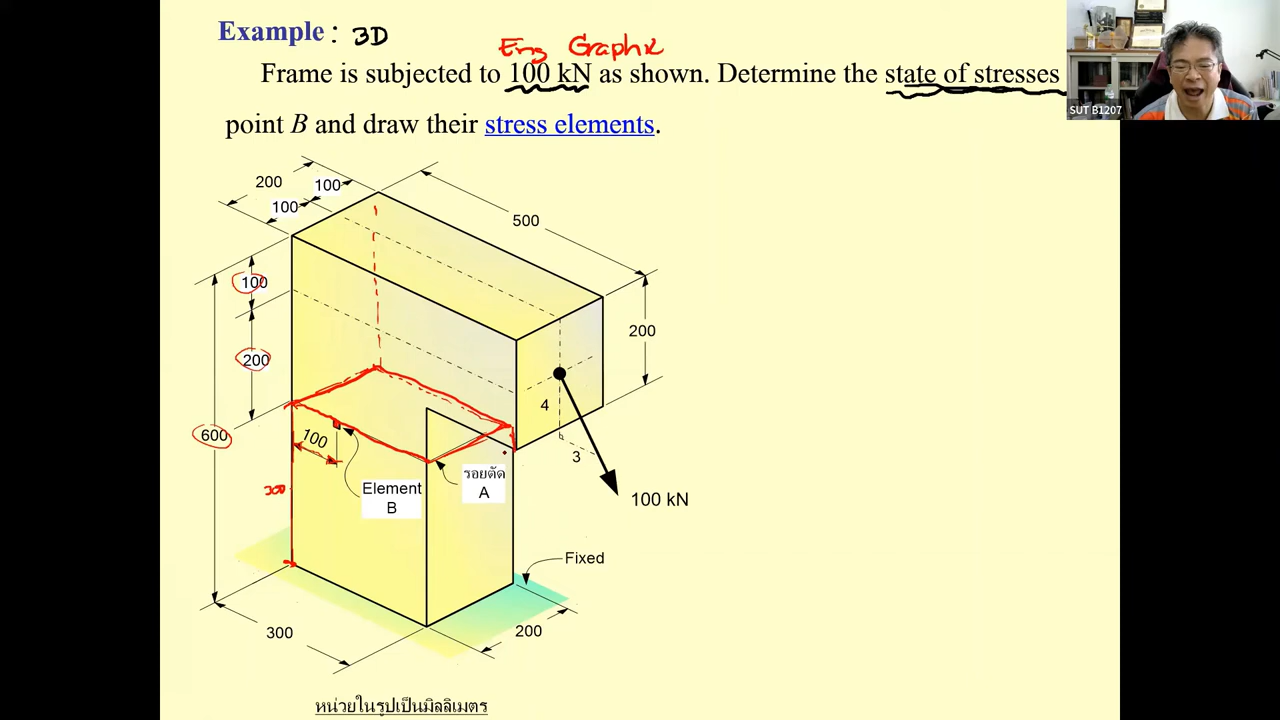 Example : 3D
Eng Graphic
Frame is subjected to 100 kN as shown. Determine the state of stresses
point B and draw their stress elements.
SUT B1207
200
100
100
500
100
200
200
4
600
100
3
300
รอยตัด
A
Element
B
100 kN
Fixed
300
200
หน่วยในรูปเป็นมิลลิเมตร